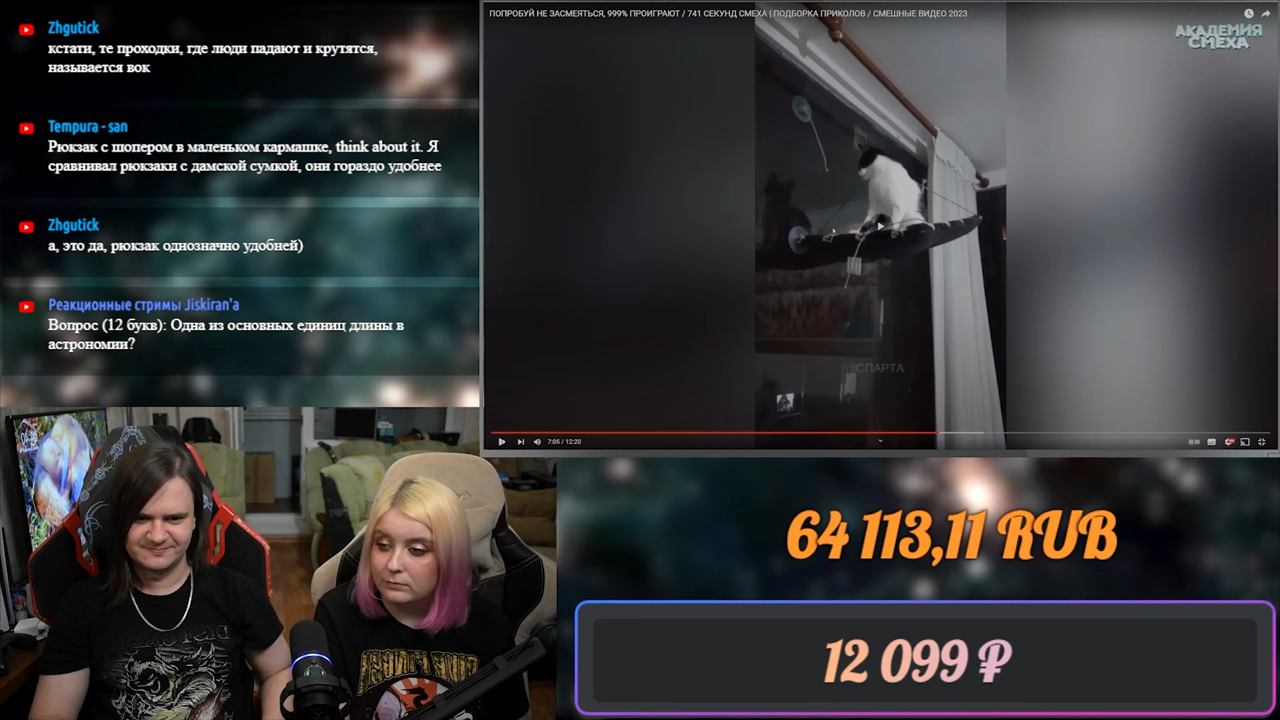 Zhgutick
кстати, те проходки, где люди падают и крутятся,
называется вок
Tempura - san
Рюкзак с шопером в маленьком кармашке, think about it. Я
сравнивал рюкзаки с дамской сумкой, они гораздо удобнее
Zhgutick
а, это да, рюкзак однозначно удобней)
Реакционные стримы Jiskiran'a
Вопрос (12 букв): Одна из основных единиц длины в
астрономии?
ПОПРОБУЙ НЕ ЗАСМЕЯТЬСЯ, 999% ПРОИГРАЮТ / 741 СЕКУНД СМЕХА | ПОДБОРКА ПРИКОЛОВ / СМЕШНЫЕ ВИДЕО 2023
АКАДЕМИЯ
СМЕХА
СПАРТА
7:05 / 12:20
64 113,11 RUB
12 099 ₽